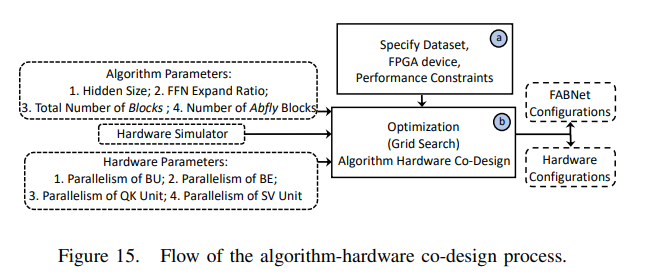 a
Specify Dataset,
FPGA device,
Performance Constraints
Algorithm Parameters:
1. Hidden Size; 2. FFN Expand Ratio;
3. Total Number of Blocks ; 4. Number of Abfly Blocks
Hardware Simulator
Hardware Parameters:
1. Parallelism of BU; 2. Parallelism of BE;
3. Parallelism of QK Unit; 4. Parallelism of SV Unit
b
Optimization
(Grid Search)
Algorithm Hardware Co-Design
FABNet
Configurations
Hardware
Configurations
Figure 15. Flow of the algorithm-hardware co-design process.